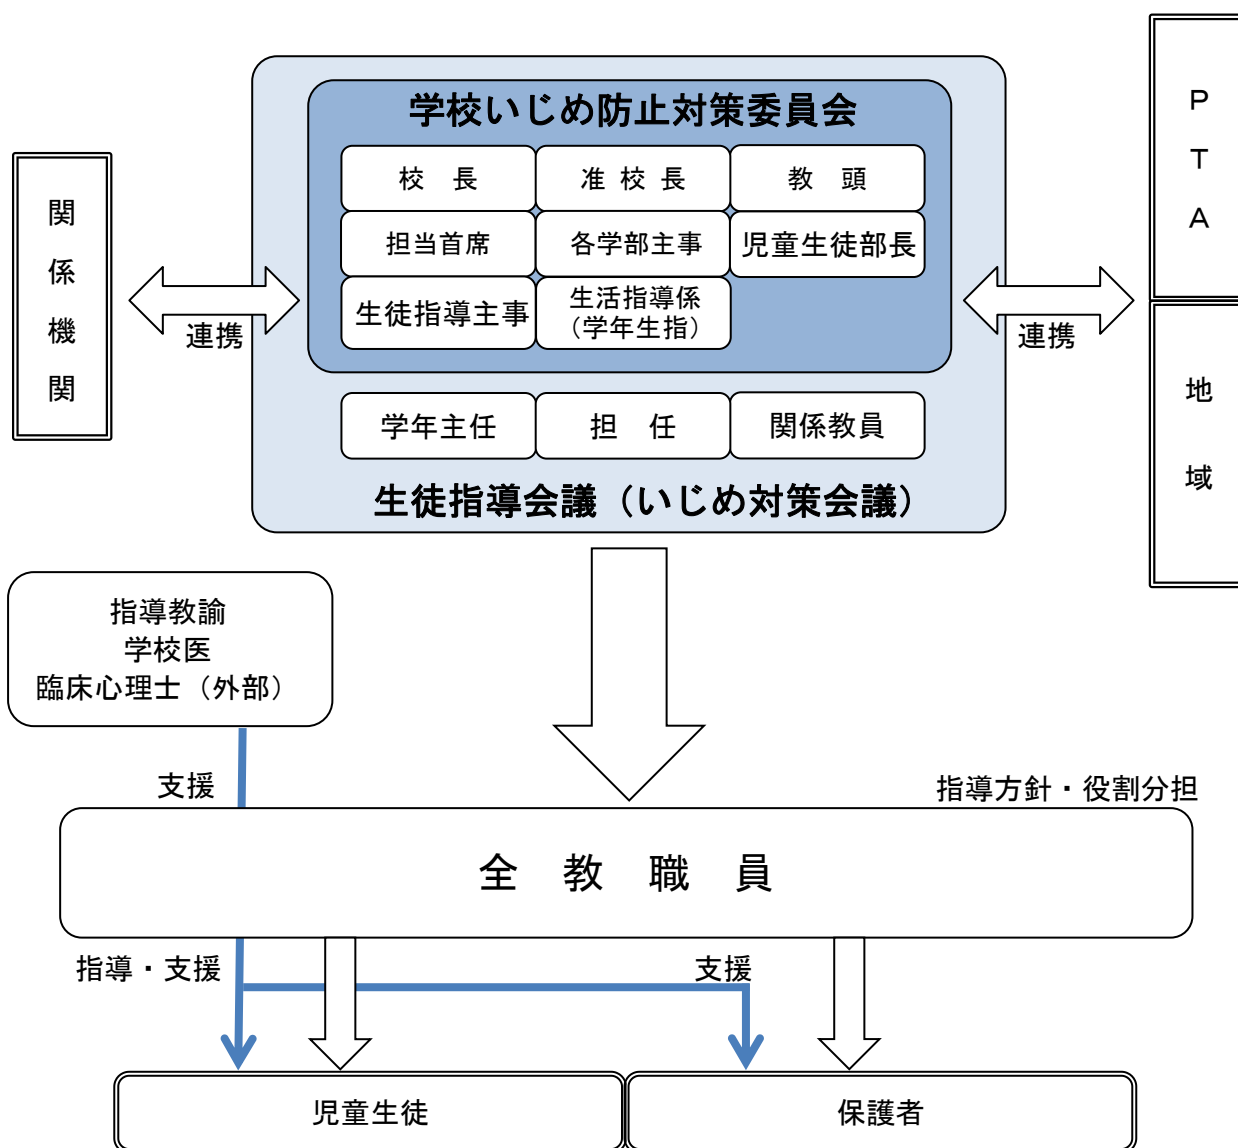 学校いじめ防止対策委員会
校　長
准 校 長
教　頭
担当首席
各学部主事
児童生徒部長
生徒指導主事
生活指導係
（学年生指）
学年主任
担　任
関係教員
生徒指導会議（いじめ対策会議）
関係機関
連携
連携
ＰＴＡ
地域
指導教諭
学校医
臨床心理士（外部）
支援
指導方針・役割分担
全　教　職　員
指導・支援
支援
児童生徒
保護者